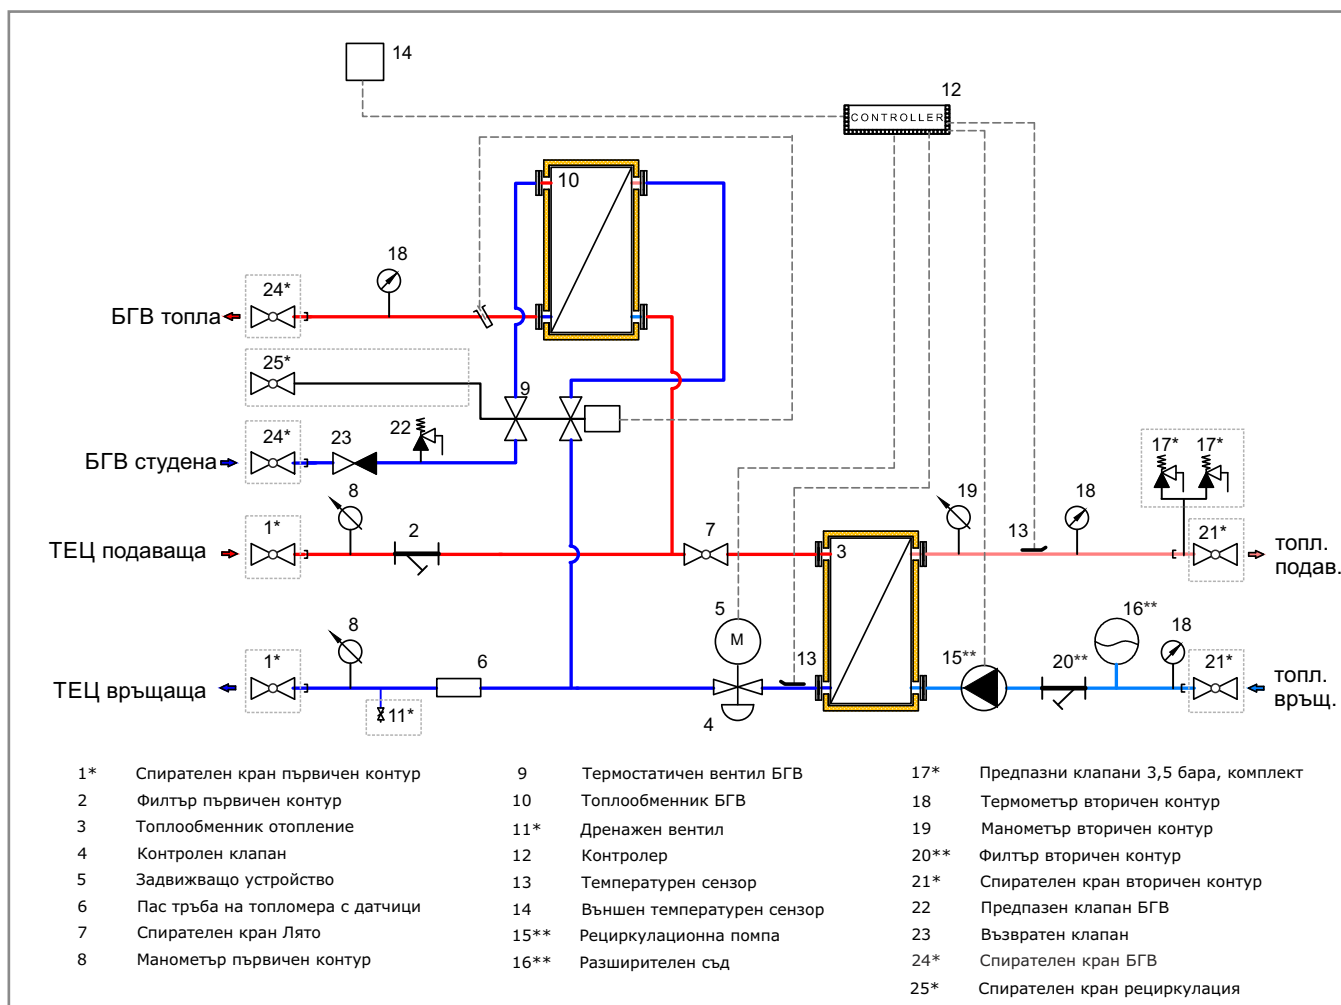 14
12
CONTROLLER
10
18
24*
БГВ топла
25*
9
24*
23
22
БГВ студена
17*
17*
8
19
18
1*
2
7
3
13
21*
ТЕЦ подаваща
топл.
подав.
5
16**
8
M
18
1*
6
13
15**
20**
21*
ТЕЦ връщаща
топл.
връщ.
11*
4
1* Спирателен кран първичен контур
2 Филтър първичен контур
3 Топлообменник отопление
4 Контролен клапан
5 Задвижващо устройство
6 Пас тръба на топломера с датчици
7 Спирателен кран Лято
8 Манометър първичен контур
9 Термостатичен вентил БГВ
10 Топлообменник БГВ
11* Дренажен вентил
12 Контролер
13 Температурен сензор
14 Външен температурен сензор
15** Рециркулационна помпа
16** Разширителен съд
17* Предпазни клапани 3,5 бара, комплект
18 Термометър вторичен контур
19 Манометър вторичен контур
20** Филтър вторичен контур
21* Спирателен кран вторичен контур
22 Предпазен клапан БГВ
23 Възвратен клапан
24* Спирателен кран БГВ
25* Спирателен кран рециркулация